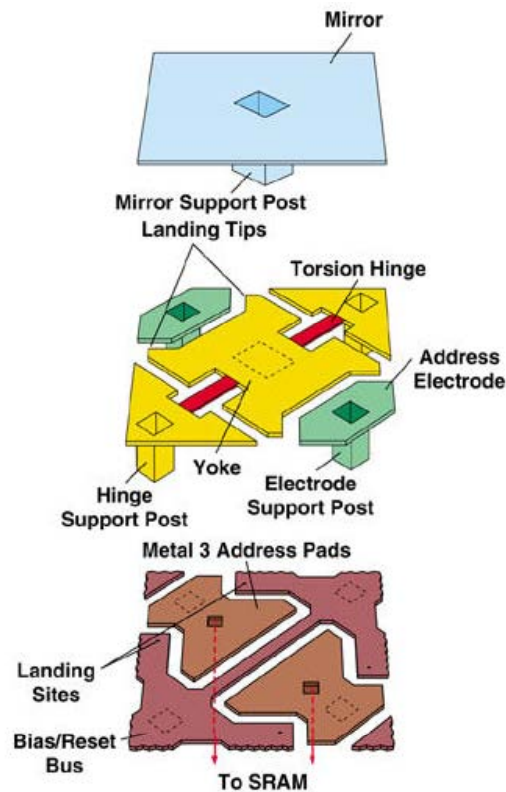 Mirror
Mirror Support Post
Landing Tips
Torsion Hinge
Address
Electrode
Yoke
Hinge
Support Post
Electrode
Support Post
Metal 3 Address Pads
Landing
Sites
Bias/Reset
Bus
To SRAM